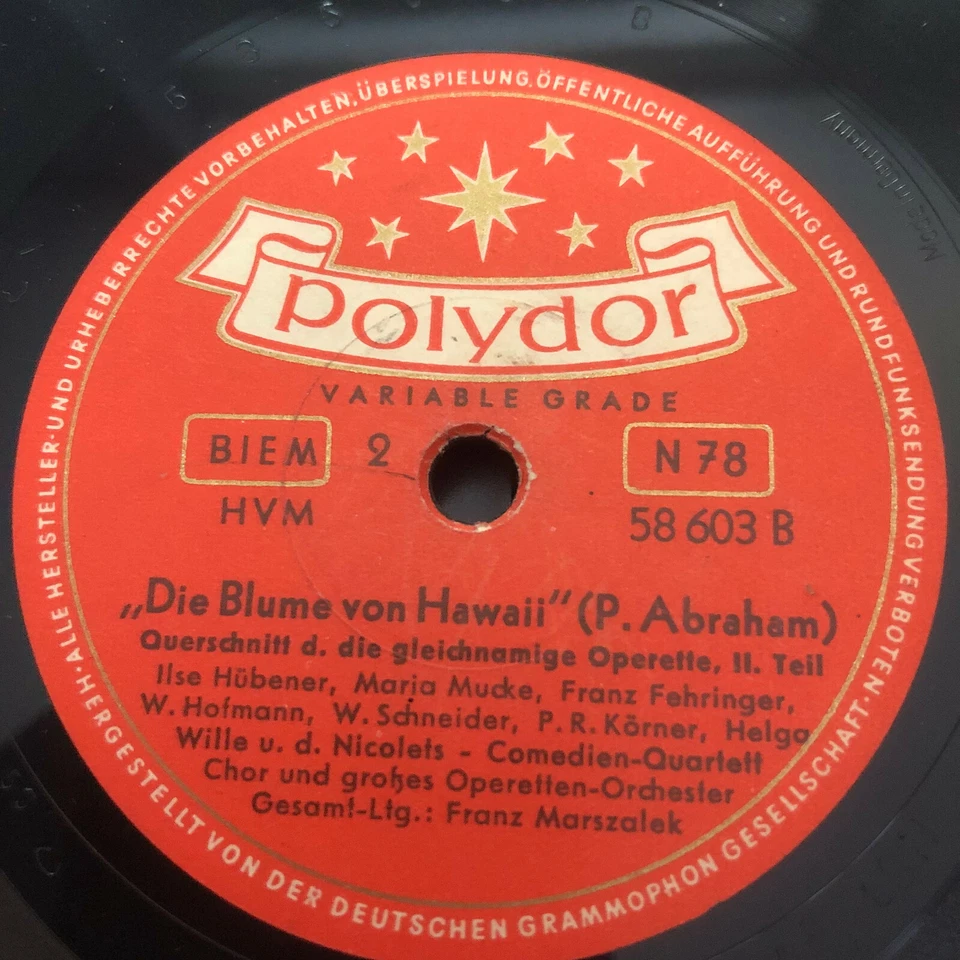 ALLE HERSTELLER-UND URHEBERRECHTE VORBEHALTEN, ÜBERSPIELUNG, ÖFFENTLICHE AUFFÜHRUNG UND RUNDFUNKSENDUNG VERBOTEN·
polydor
VARIABLE GRADE
BIEM 2 N 78
HVM 58 603 B
„Die Blume von Hawaii" (P. Abraham)
Querschnitt d. die gleichnamige Operette, II. Teil
Ilse Hübener, Marja Mucke, Franz Fehringer,
W. Hofmann, W. Schneider, P. R. Körner, Helga
Wille u. d. Nicolets - Comedien-Quartett
Chor und großes Operetten-Orchester
Gesamt-Ltg.: Franz Marszalek
·HERGESTELLT VON DER DEUTSCHEN GRAMMOPHON GESELLSCHAFT·